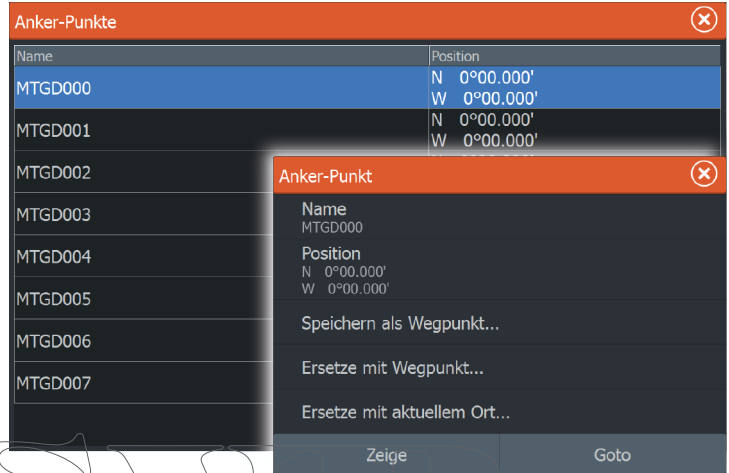 Anker-Punkte
Name Position
MTGD000 N 0°00.000'
W 0°00.000'
MTGD001 N 0°00.000'
W 0°00.000'
MTGD002
MTGD003
MTGD004
MTGD005
MTGD006
MTGD007
Anker-Punkt
Name
MTGD000
Position
N 0°00.000'
W 0°00.000'
Speichern als Wegpunkt...
Ersetze mit Wegpunkt...
Ersetze mit aktuellem Ort...
Zeige Goto